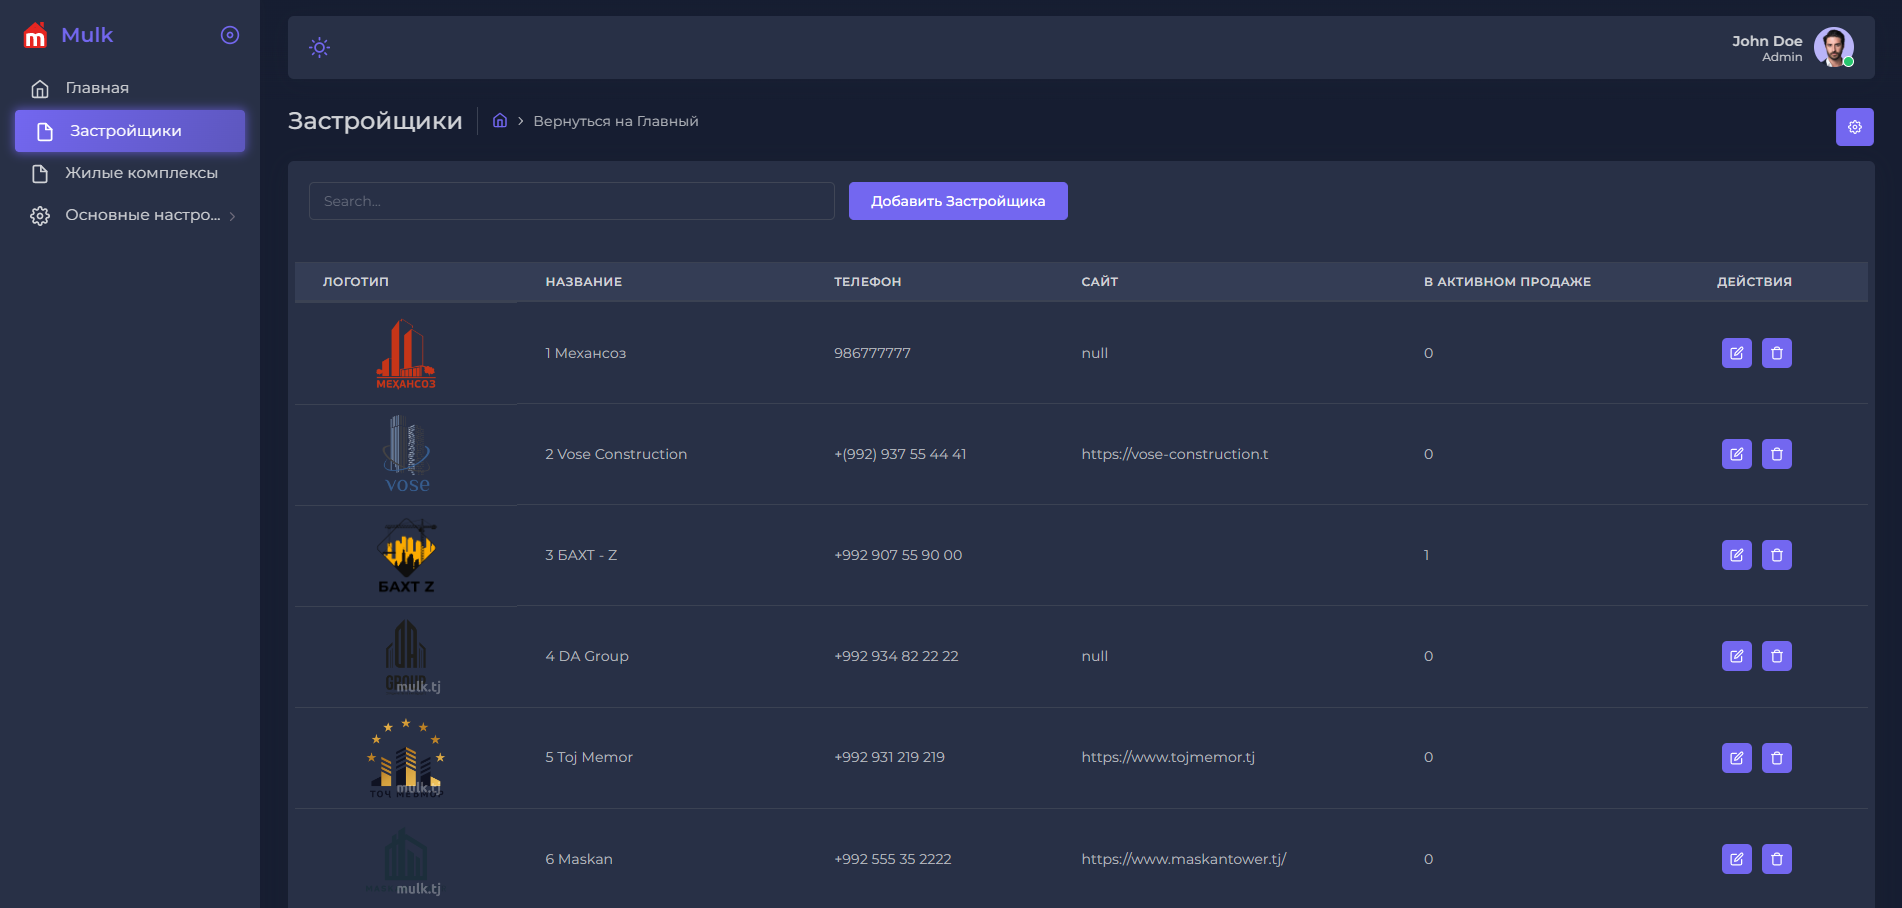 Mulk
Главная
Застройщики
Жилые комплексы
Основные настро...
John Doe
Admin
Застройщики
Вернуться на Главный
Search...
Добавить Застройщика
ЛОГОТИП НАЗВАНИЕ ТЕЛЕФОН САЙТ В АКТИВНОМ ПРОДАЖЕ ДЕЙСТВИЯ
МЕҲАНСОЗ
1 Механсоз 986777777 null 0
vose
2 Vose Construction +(992) 937 55 44 41 https://vose-construction.t 0
БАХТ Z
3 БАХТ - Z +992 907 55 90 00 1
DA
GROUP
mulk.tj
4 DA Group +992 934 82 22 22 null 0
mulk.tj
5 Toj Memor +992 931 219 219 https://www.tojmemor.tj 0
mulk.tj
6 Maskan +992 555 35 2222 https://www.maskantower.tj/ 0